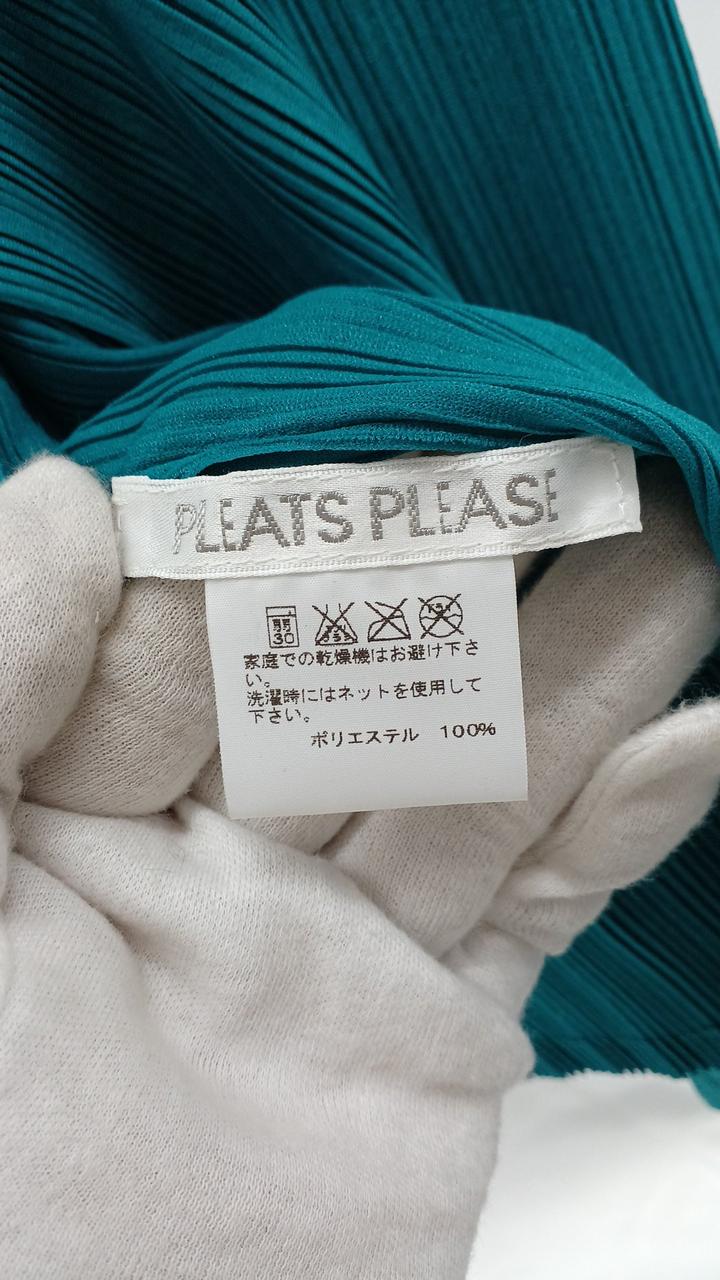 PLEATS PLEASE
弱
30
家庭での乾燥機はお避け下さ
い。
洗濯時にはネットを使用して
下さい。
ポリエステル 100%